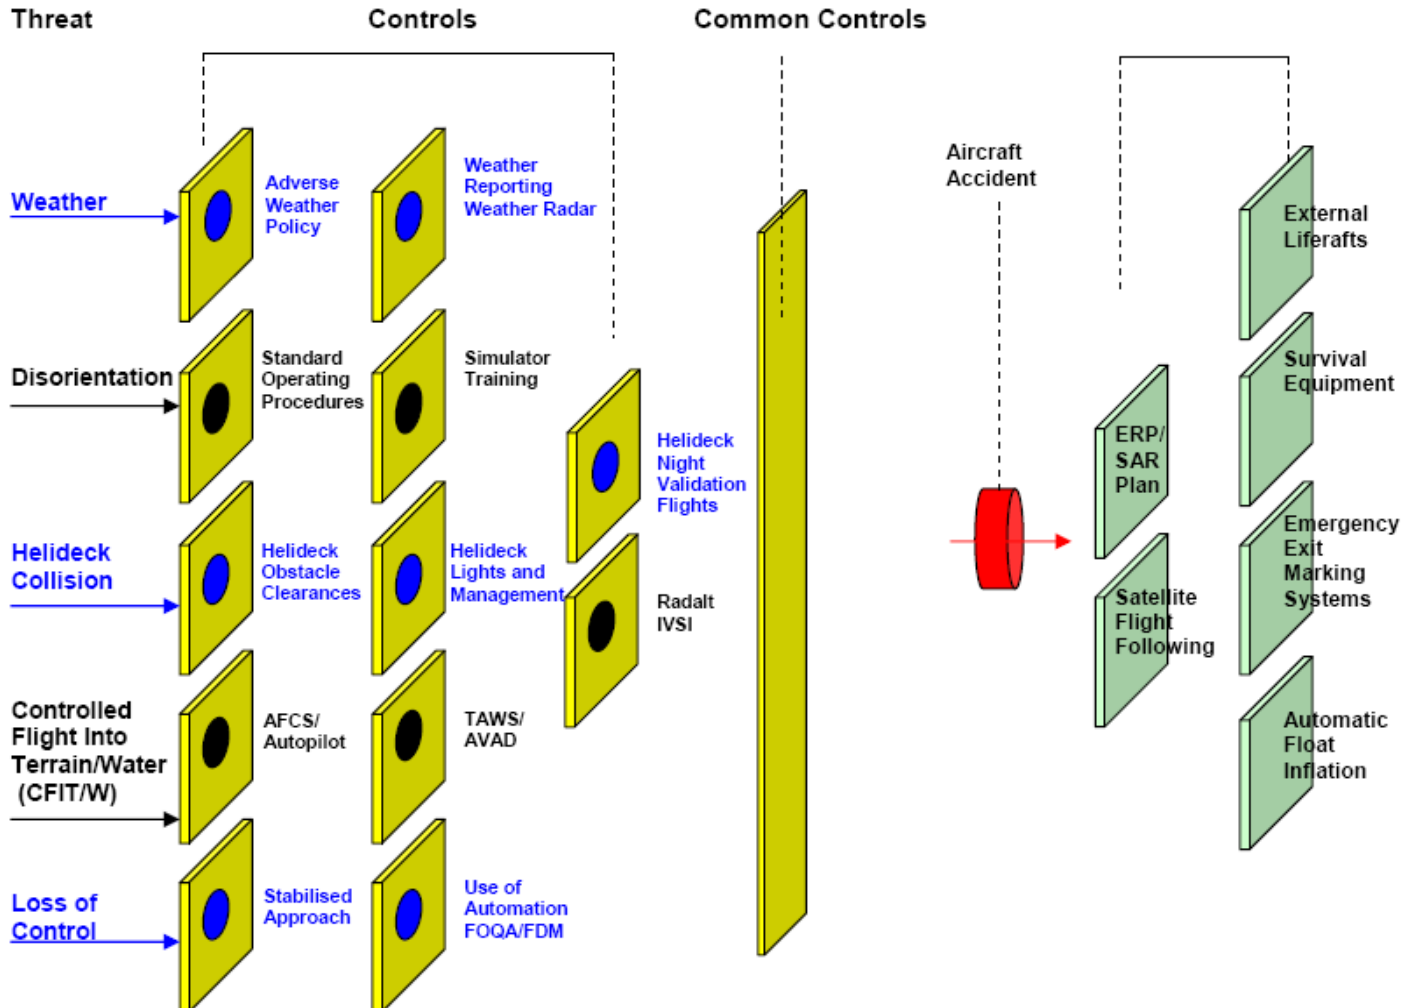 Threat
Controls
Common Controls
Weather
Adverse
Weather
Policy
Weather
Reporting
Weather Radar
Disorientation
Standard
Operating
Procedures
Simulator
Training
Helideck
Night
Validation
Flights
Helideck
Collision
Helideck
Obstacle
Clearances
Helideck
Lights and
Management
Radalt
IVSI
Controlled
Flight Into
Terrain/Water
(CFIT/W)
AFCS/
Autopilot
TAWS/
AVAD
Loss of
Control
Stabilised
Approach
Use of
Automation
FOQA/FDM
Aircraft
Accident
ERP/
SAR
Plan
Satellite
Flight
Following
External
Liferafts
Survival
Equipment
Emergency
Exit
Marking
Systems
Automatic
Float
Inflation